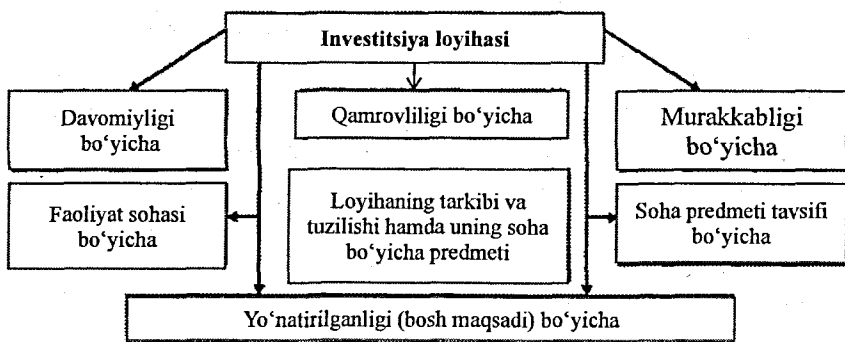 Investitsiya loyihasi
Davomiyligi
bo‘yicha
Qamrovliligi bo‘yicha
Murakkabligi
bo‘yicha
Faoliyat sohasi
bo‘yicha
Loyihaning tarkibi va
tuzilishi hamda uning soha
bo‘yicha predmeti
Soha predmeti tavsifi
bo‘yicha
Yo‘natirilganligi (bosh maqsadi) bo‘yicha